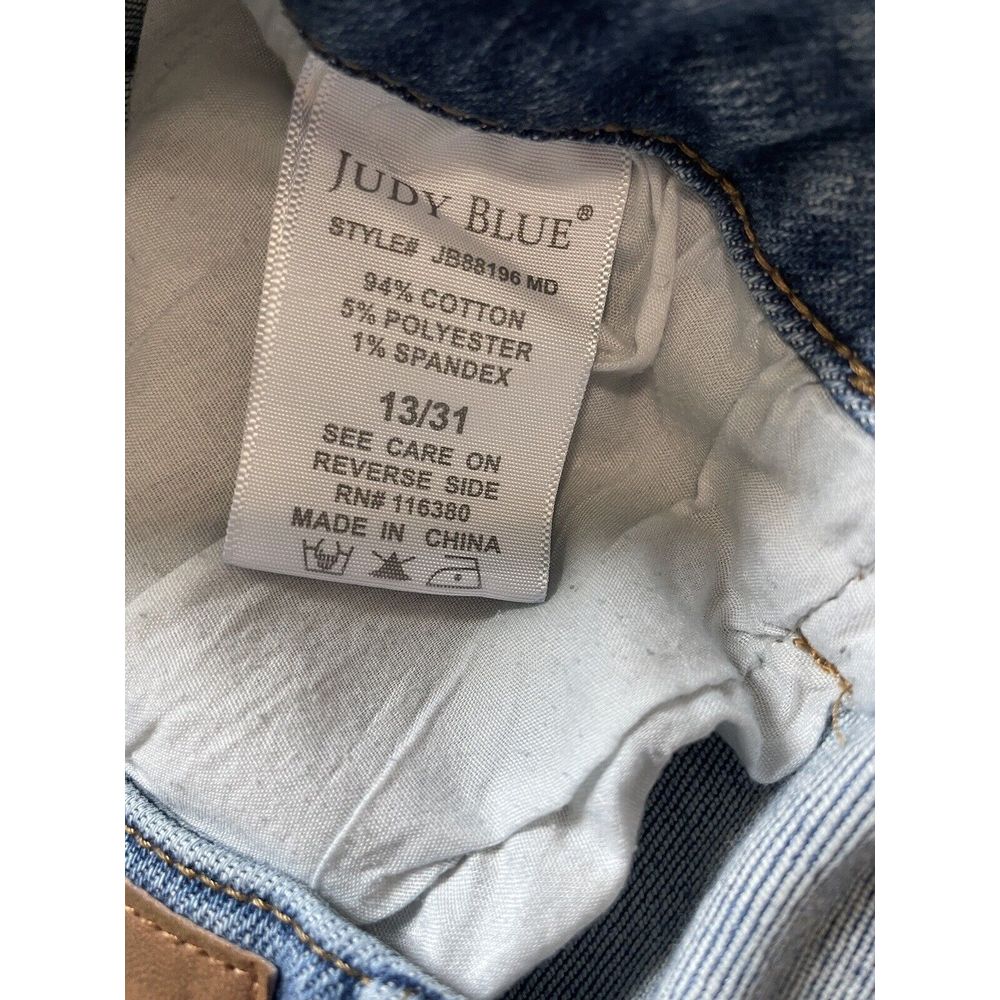 JUDY BLUE®
STYLE# JB88196 MD
94% COTTON
5% POLYESTER
1% SPANDEX
13/31
SEE CARE ON
REVERSE SIDE
RN# 116380
MADE IN CHINA